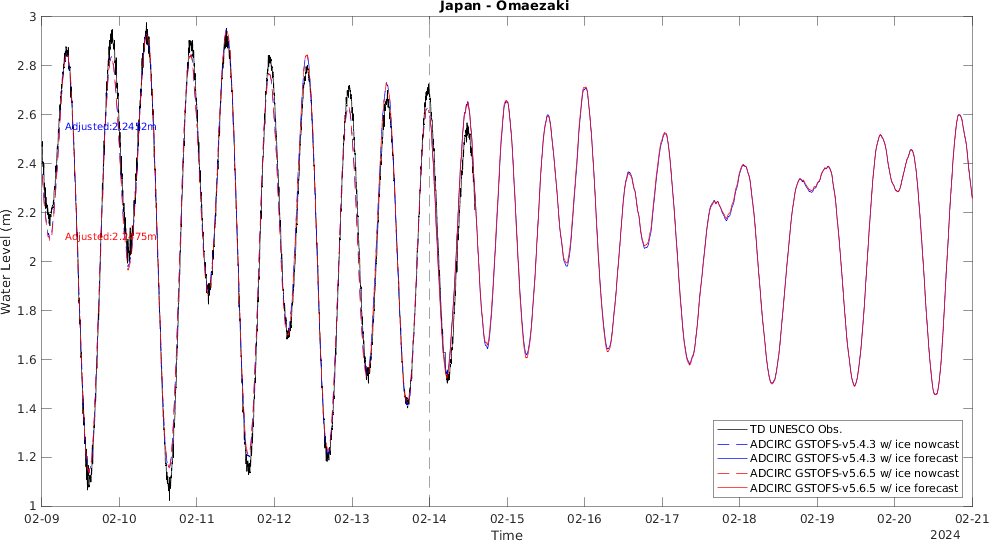 Japan - Omaezaki
3
2.8
2.6
2.4
2.2
2
1.8
1.6
1.4
1.2
1
Water Level (m)
Adjusted:2.2452m
TD UNESCO Obs.
ADCIRC GSTOFS-v5.4.3 w/ ice nowcast
ADCIRC GSTOFS-v5.4.3 w/ ice forecast
ADCIRC GSTOFS-v5.6.5 w/ ice nowcast
ADCIRC GSTOFS-v5.6.5 w/ ice forecast
02-09
02-10
02-11
02-12
02-13
02-14
02-15
02-16
02-17
02-18
02-19
02-20
02-21
Time
2024